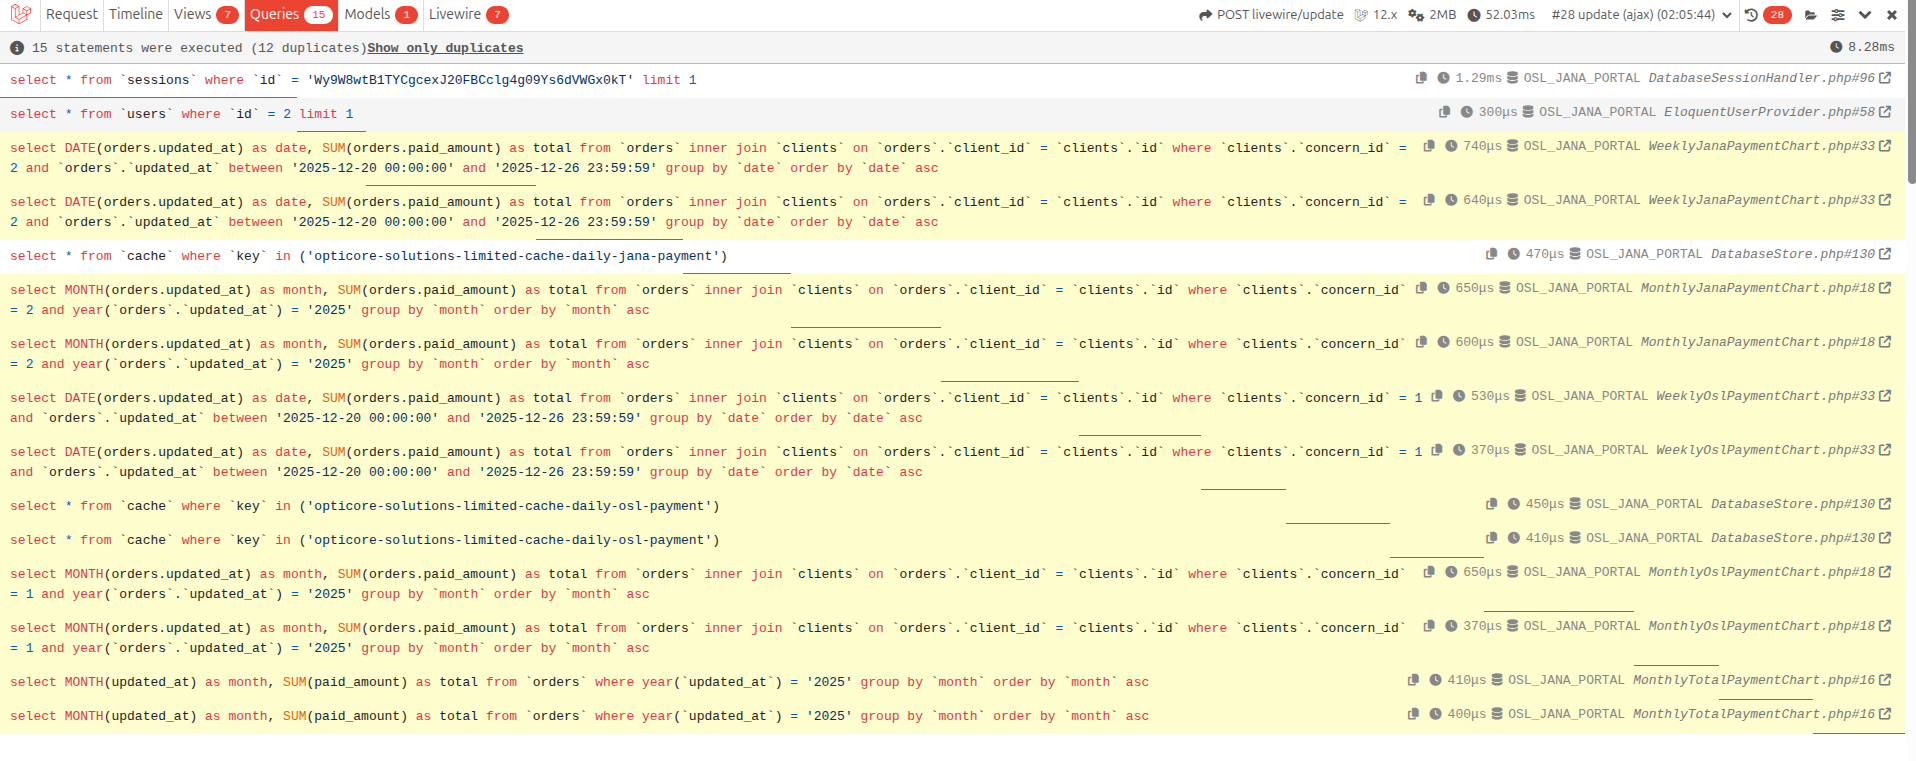 Request Timeline Views 7 Queries 15 Models 1 Livewire 7 POST livewire/update 12.x 2MB 52.03ms #28 update (ajax) (02:05:44) 28
15 statements were executed (12 duplicates)Show only duplicates 8.28ms
select * from `sessions` where `id` = 'Wy9W8wtB1TYCgcexJ20FBCclg4g09Ys6dVWGx0kT' limit 1 1.29ms OSL_JANA_PORTAL DatabaseSessionHandler.php#96
select * from `users` where `id` = 2 limit 1 300µs OSL_JANA_PORTAL EloquentUserProvider.php#58
select DATE(orders.updated_at) as date, SUM(orders.paid_amount) as total from `orders` inner join `clients` on `orders`.`client_id` = `clients`.`id` where `clients`.`concern_id` = 740µs OSL_JANA_PORTAL WeeklyJanaPaymentChart.php#33
2 and `orders`.`updated_at` between '2025-12-20 00:00:00' and '2025-12-26 23:59:59' group by `date` order by `date` asc
select DATE(orders.updated_at) as date, SUM(orders.paid_amount) as total from `orders` inner join `clients` on `orders`.`client_id` = `clients`.`id` where `clients`.`concern_id` = 640µs OSL_JANA_PORTAL WeeklyJanaPaymentChart.php#33
2 and `orders`.`updated_at` between '2025-12-20 00:00:00' and '2025-12-26 23:59:59' group by `date` order by `date` asc
select * from `cache` where `key` in ('opticore-solutions-limited-cache-daily-jana-payment') 470µs OSL_JANA_PORTAL DatabaseStore.php#130
select MONTH(orders.updated_at) as month, SUM(orders.paid_amount) as total from `orders` inner join `clients` on `orders`.`client_id` = `clients`.`id` where `clients`.`concern_id` 650µs OSL_JANA_PORTAL MonthlyJanaPaymentChart.php#18
= 2 and year(`orders`.`updated_at`) = '2025' group by `month` order by `month` asc
select MONTH(orders.updated_at) as month, SUM(orders.paid_amount) as total from `orders` inner join `clients` on `orders`.`client_id` = `clients`.`id` where `clients`.`concern_id` 600µs OSL_JANA_PORTAL MonthlyJanaPaymentChart.php#18
= 2 and year(`orders`.`updated_at`) = '2025' group by `month` order by `month` asc
select DATE(orders.updated_at) as date, SUM(orders.paid_amount) as total from `orders` inner join `clients` on `orders`.`client_id` = `clients`.`id` where `clients`.`concern_id` = 1 530µs OSL_JANA_PORTAL WeeklyOslPaymentChart.php#33
and `orders`.`updated_at` between '2025-12-20 00:00:00' and '2025-12-26 23:59:59' group by `date` order by `date` asc
select DATE(orders.updated_at) as date, SUM(orders.paid_amount) as total from `orders` inner join `clients` on `orders`.`client_id` = `clients`.`id` where `clients`.`concern_id` = 1 370µs OSL_JANA_PORTAL WeeklyOslPaymentChart.php#33
and `orders`.`updated_at` between '2025-12-20 00:00:00' and '2025-12-26 23:59:59' group by `date` order by `date` asc
select * from `cache` where `key` in ('opticore-solutions-limited-cache-daily-osl-payment') 450µs OSL_JANA_PORTAL DatabaseStore.php#130
select * from `cache` where `key` in ('opticore-solutions-limited-cache-daily-osl-payment') 410µs OSL_JANA_PORTAL DatabaseStore.php#130
select MONTH(orders.updated_at) as month, SUM(orders.paid_amount) as total from `orders` inner join `clients` on `orders`.`client_id` = `clients`.`id` where `clients`.`concern_id` 650µs OSL_JANA_PORTAL MonthlyOslPaymentChart.php#18
= 1 and year(`orders`.`updated_at`) = '2025' group by `month` order by `month` asc
select MONTH(orders.updated_at) as month, SUM(orders.paid_amount) as total from `orders` inner join `clients` on `orders`.`client_id` = `clients`.`id` where `clients`.`concern_id` 370µs OSL_JANA_PORTAL MonthlyOslPaymentChart.php#18
= 1 and year(`orders`.`updated_at`) = '2025' group by `month` order by `month` asc
select MONTH(updated_at) as month, SUM(paid_amount) as total from `orders` where year(`updated_at`) = '2025' group by `month` order by `month` asc 410µs OSL_JANA_PORTAL MonthlyTotalPaymentChart.php#16
select MONTH(updated_at) as month, SUM(paid_amount) as total from `orders` where year(`updated_at`) = '2025' group by `month` order by `month` asc 400µs OSL_JANA_PORTAL MonthlyTotalPaymentChart.php#16